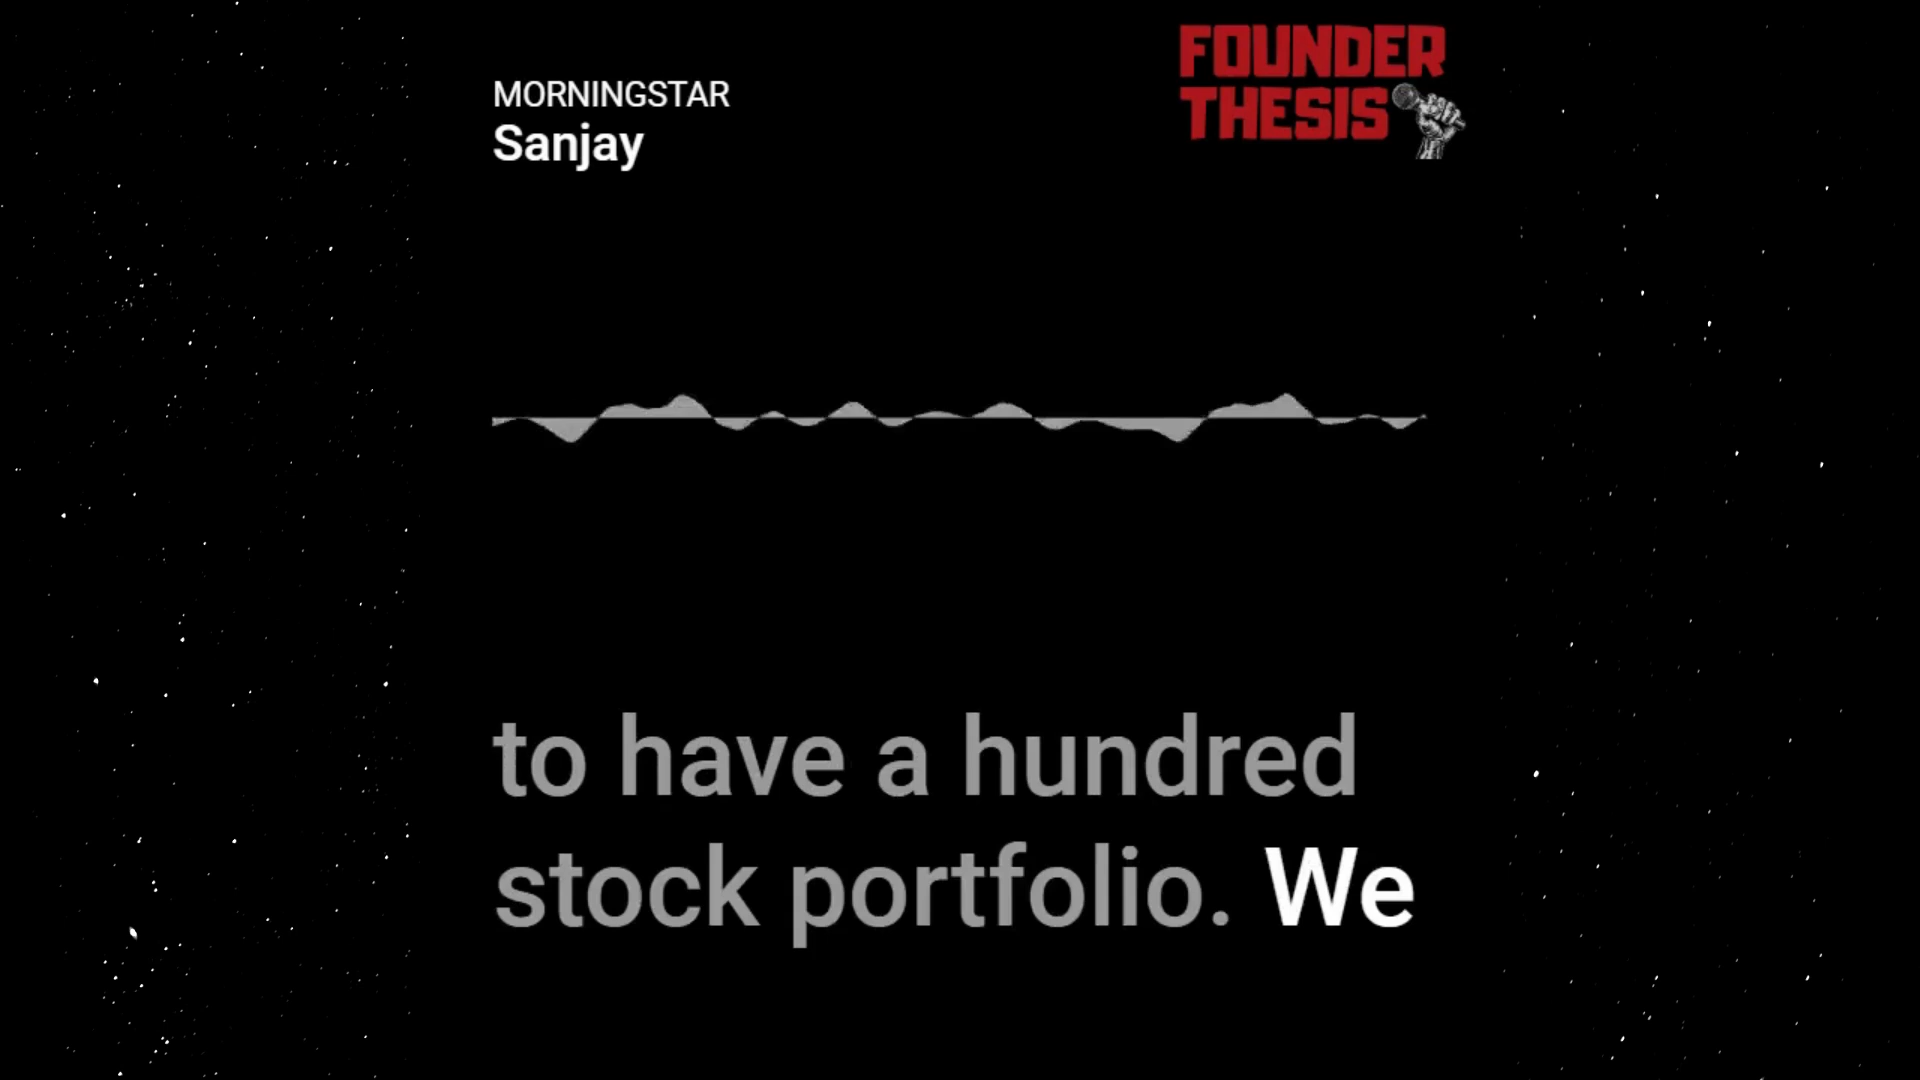 FOUNDER
THESIS
MORNINGSTAR
Sanjay
to have a hundred
stock portfolio. We